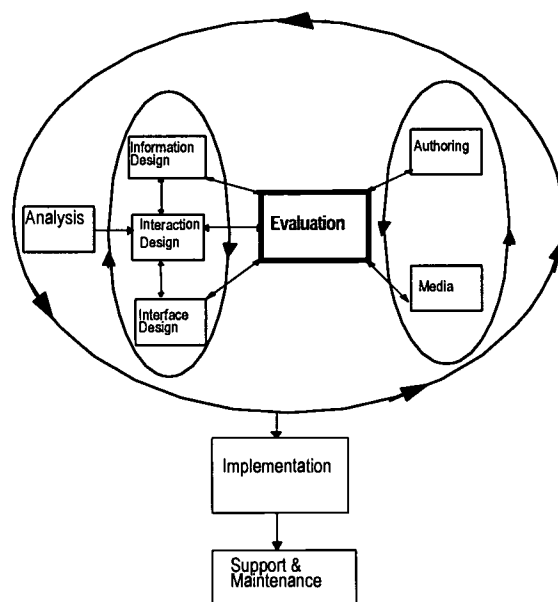 Information
Design
Authoring
Analysis
Interaction
Design
Evaluation
Interface
Design
Media
Implementation
Support &
Maintenance